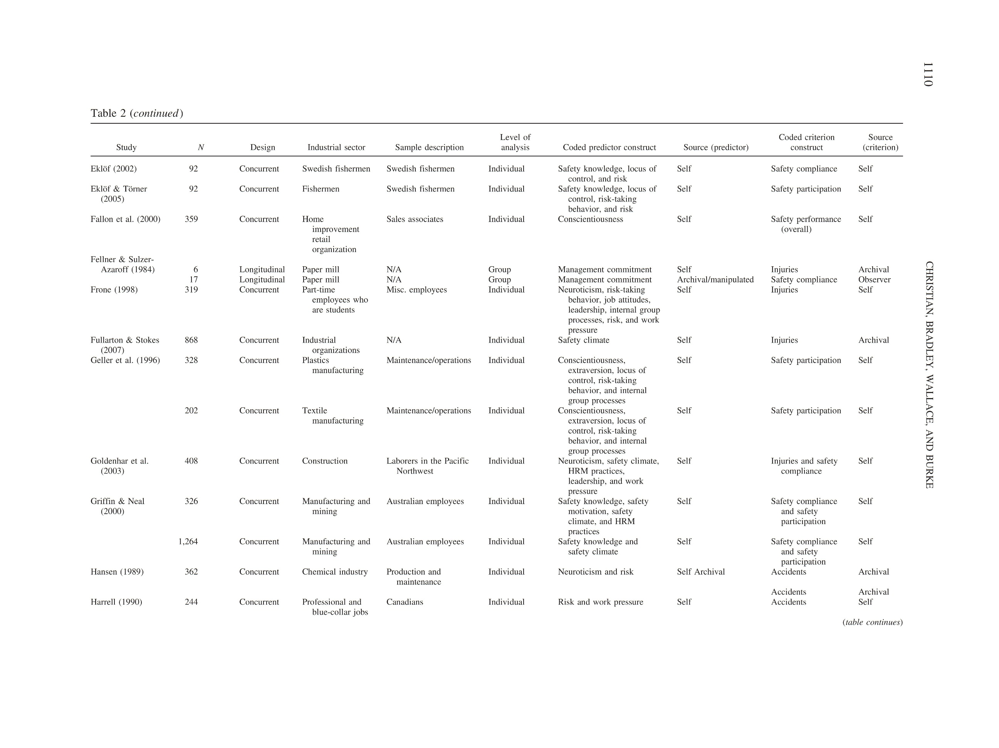 1110
CHRISTIAN, BRADLEY, WALLACE, AND BURKE
Table 2 (continued)
Study N Design Industrial sector Sample description Level of analysis Coded predictor construct Source (predictor) Coded criterion construct Source (criterion)
Eklöf (2002) 92 Concurrent Swedish fishermen Swedish fishermen Individual Safety knowledge, locus of Self Safety compliance Self
control, and risk
Eklöf & Törner 92 Concurrent Fishermen Swedish fishermen Individual Safety knowledge, locus of Self Safety participation Self
(2005) control, risk-taking
behavior, and risk
Fallon et al. (2000) 359 Concurrent Home Sales associates Individual Conscientiousness Self Safety performance Self
improvement (overall)
retail
organization
Fellner & Sulzer-
Azaroff (1984) 6 Longitudinal Paper mill N/A Group Management commitment Self Injuries Archival
17 Longitudinal Paper mill N/A Group Management commitment Archival/manipulated Safety compliance Observer
Frone (1998) 319 Concurrent Part-time Misc. employees Individual Neuroticism, risk-taking Self Injuries Self
employees who behavior, job attitudes,
are students leadership, internal group
processes, risk, and work
pressure
Fullarton & Stokes 868 Concurrent Industrial N/A Individual Safety climate Self Injuries Archival
(2007) organizations
Geller et al. (1996) 328 Concurrent Plastics Maintenance/operations Individual Conscientiousness, Self Safety participation Self
manufacturing extraversion, locus of
control, risk-taking
behavior, and internal
group processes
202 Concurrent Textile Maintenance/operations Individual Conscientiousness, Self Safety participation Self
manufacturing extraversion, locus of
control, risk-taking
behavior, and internal
group processes
Goldenhar et al. 408 Concurrent Construction Laborers in the Pacific Individual Neuroticism, safety climate, Self Injuries and safety Self
(2003) Northwest HRM practices, compliance
leadership, and work
pressure
Griffin & Neal 326 Concurrent Manufacturing and Australian employees Individual Safety knowledge, safety Self Safety compliance Self
(2000) mining motivation, safety and safety
climate, and HRM participation
practices
1,264 Concurrent Manufacturing and Australian employees Individual Safety knowledge and Self Safety compliance Self
mining safety climate and safety
participation
Hansen (1989) 362 Concurrent Chemical industry Production and Individual Neuroticism and risk Self Archival Accidents Archival
maintenance
Accidents Archival
Harrell (1990) 244 Concurrent Professional and Canadians Individual Risk and work pressure Self Accidents Self
blue-collar jobs
(table continues)